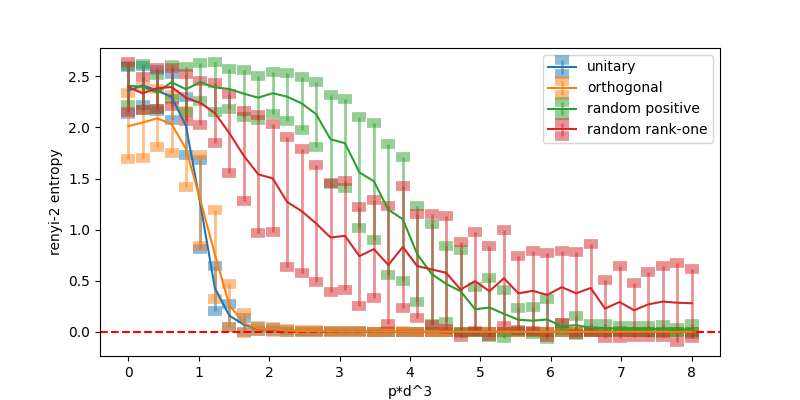 unitary
orthogonal
random positive
random rank-one
renyi-2 entropy
2.5
2.0
1.5
1.0
0.5
0.0
0 1 2 3 4 5 6 7 8
p*d^3